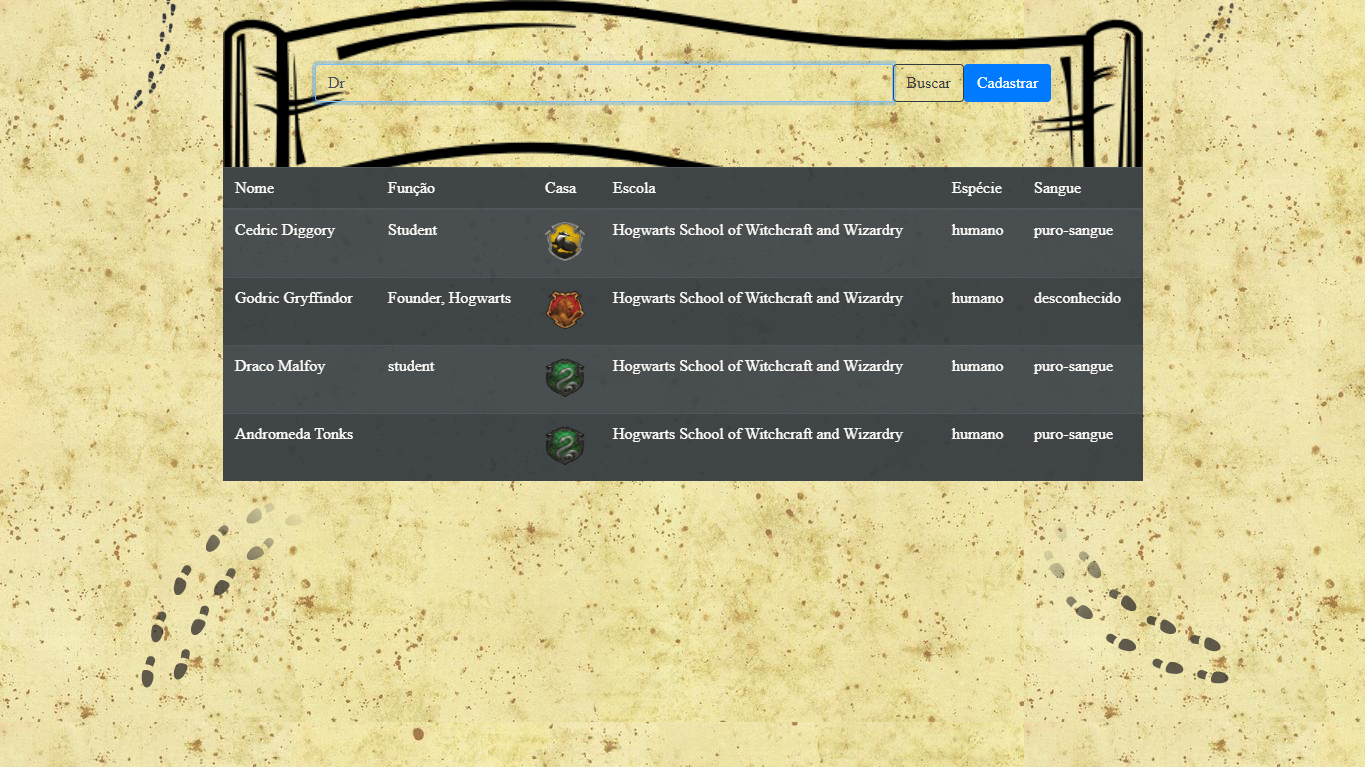 Dr
Buscar
Cadastrar
Nome Função Casa Escola Espécie Sangue
Cedric Diggory Student Hogwarts School of Witchcraft and Wizardry humano puro-sangue
Godric Gryffindor Founder, Hogwarts Hogwarts School of Witchcraft and Wizardry humano desconhecido
Draco Malfoy student Hogwarts School of Witchcraft and Wizardry humano puro-sangue
Andromeda Tonks Hogwarts School of Witchcraft and Wizardry humano puro-sangue